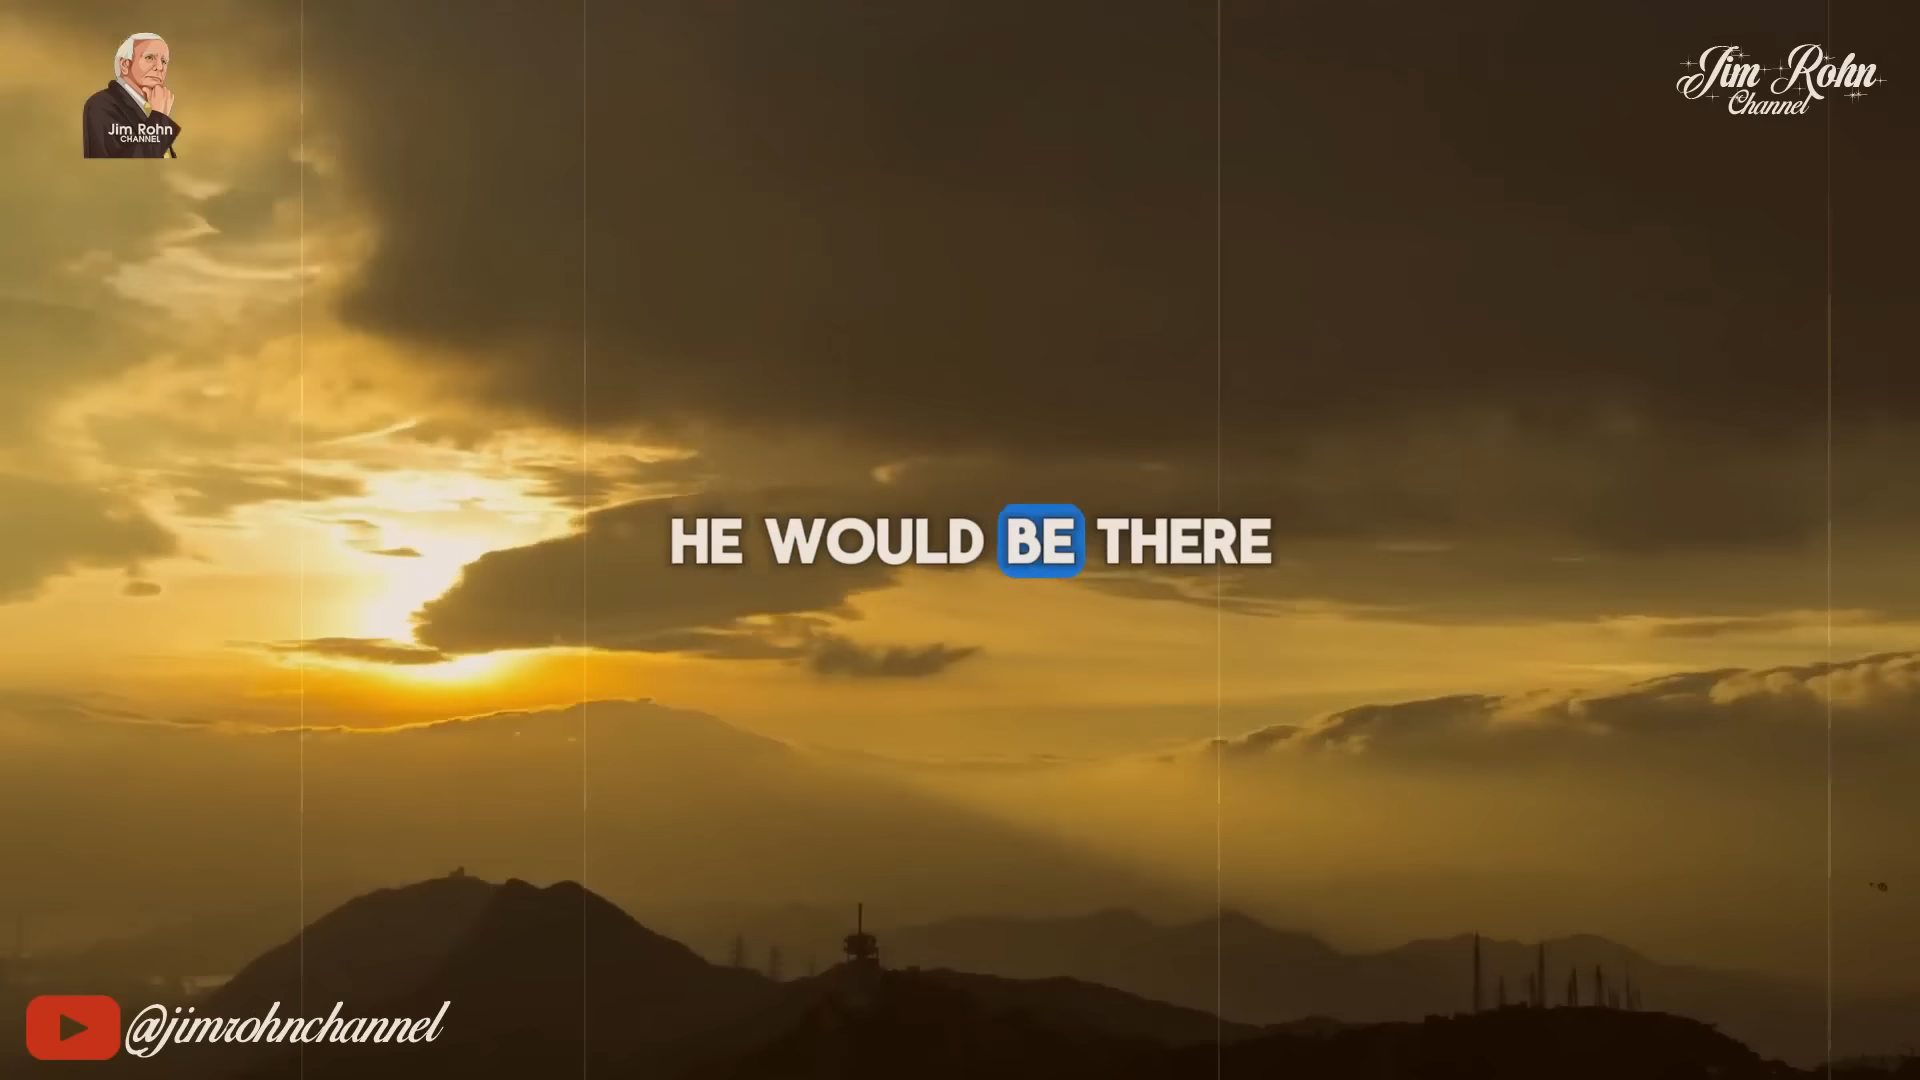 Jim Rohn
CHANNEL
Jim Rohn
Channel
HE WOULD BE THERE
@jimrohnchannel